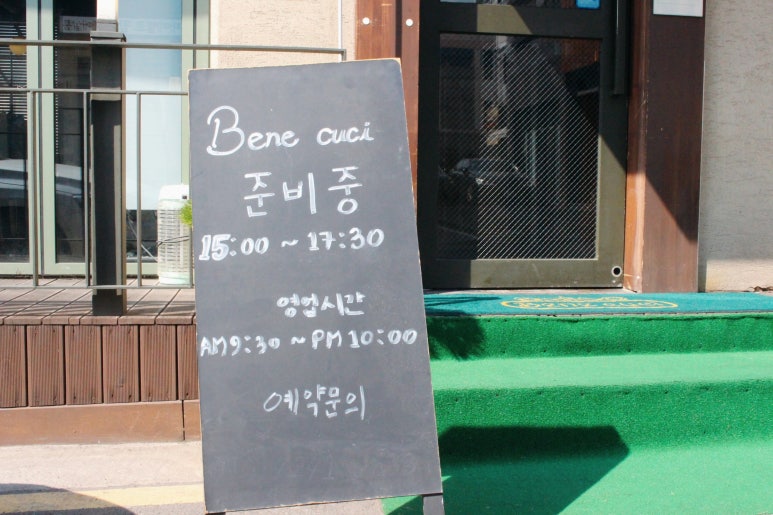 Bene cuci
준비중
15:00 ~ 17:30
영업시간
AM9:30 ~ PM10:00
예약문의